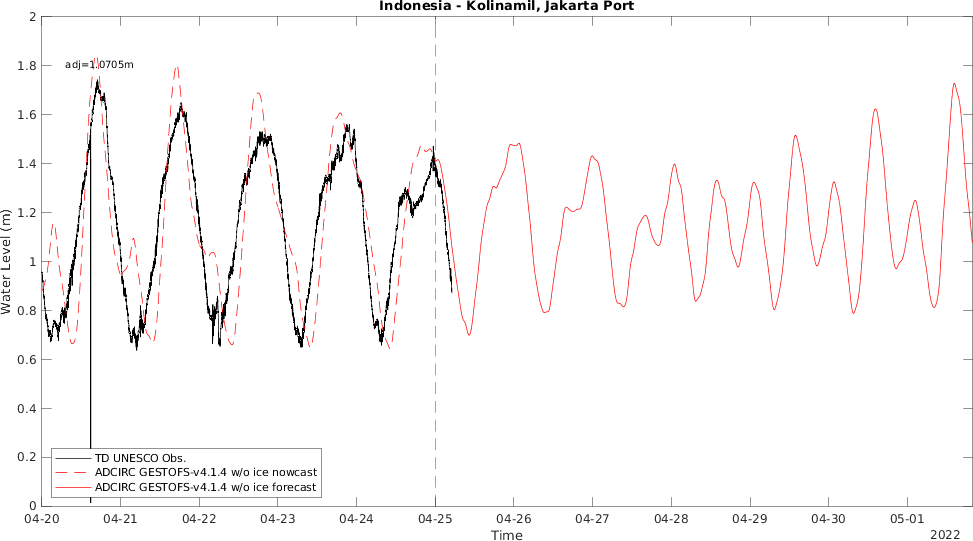 Indonesia - Kolinamil, Jakarta Port
adj=1.0705m
Water Level (m)
2
1.8
1.6
1.4
1.2
1
0.8
0.6
0.4
0.2
0
TD UNESCO Obs.
ADCIRC GESTOFS-v4.1.4 w/o ice nowcast
ADCIRC GESTOFS-v4.1.4 w/o ice forecast
04-20 04-21 04-22 04-23 04-24 04-25 04-26 04-27 04-28 04-29 04-30 05-01
Time
2022